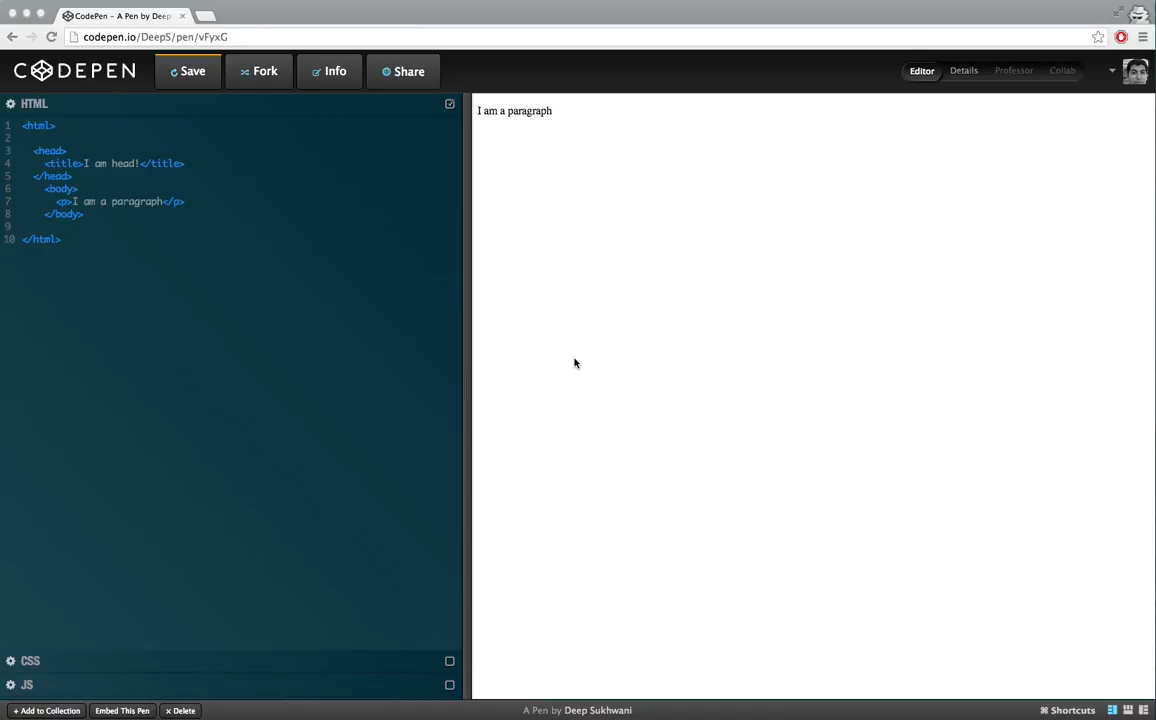 CodePen - A Pen by Deep
codepen.io/DeepS/pen/vFyxG
CODEPEN
Save
Fork
Info
Share
Editor
Details
Professor
Collab
HTML
1 <html>
2
3 <head>
4 <title>I am head!</title>
5 </head>
6 <body>
7 <p>I am a paragraph</p>
8 </body>
9
10 </html>
I am a paragraph
CSS
JS
+ Add to Collection
Embed This Pen
x Delete
A Pen by Deep Sukhwani
⌘ Shortcuts